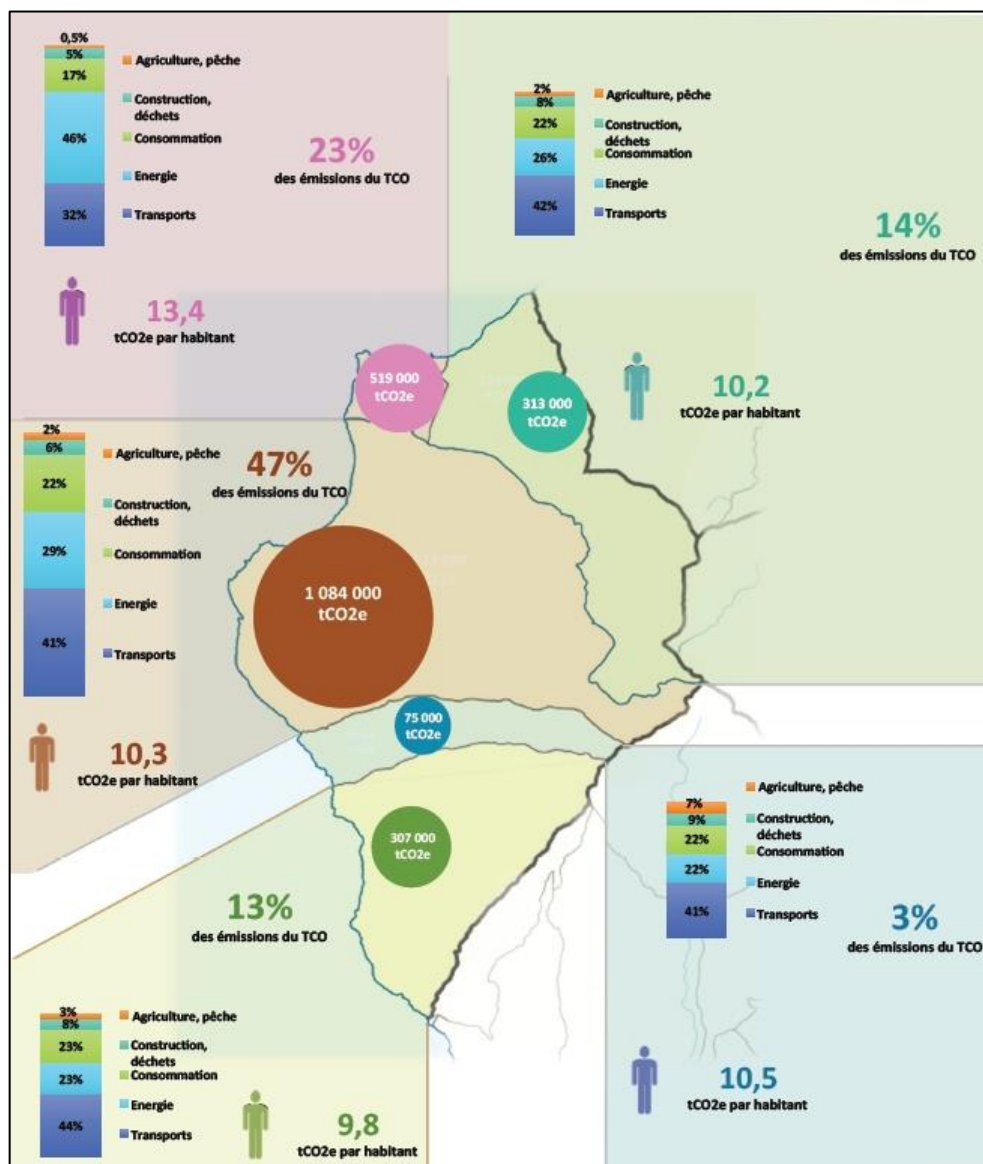 0,5%
5%
17%
46%
32%
Agriculture, pêche
Construction,
déchets
Consommation
Energie
Transports
23%
des émissions du TCO
13,4
tCO2e par habitant
2%
8%
22%
26%
42%
Agriculture, pêche
Construction,
déchets
Consommation
Energie
Transports
14%
des émissions du TCO
10,2
tCO2e par habitant
519 000
tCO2e
313 000
tCO2e
2%
6%
22%
29%
41%
Agriculture, pêche
Construction,
déchets
Consommation
Energie
Transports
47%
des émissions du TCO
1 084 000
tCO2e
10,3
tCO2e par habitant
75 000
tCO2e
307 000
tCO2e
7%
9%
22%
22%
41%
Agriculture, pêche
Construction,
déchets
Consommation
Energie
Transports
3%
des émissions du TCO
10,5
tCO2e par habitant
13%
des émissions du TCO
3%
8%
23%
23%
44%
Agriculture, pêche
Construction,
déchets
Consommation
Energie
Transports
9,8
tCO2e par habitant